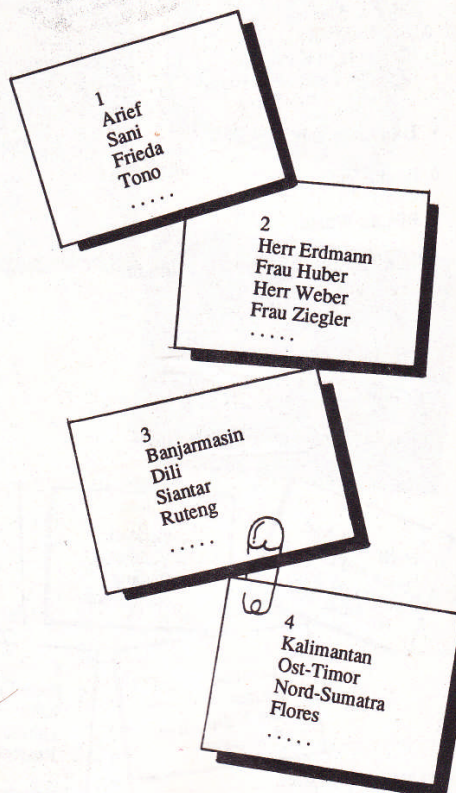 1
Arief
Sani
Frieda
Tono
.....
2
Herr Erdmann
Frau Huber
Herr Weber
Frau Ziegler
.....
3
Banjarmasin
Dili
Siantar
Ruteng
.....
4
Kalimantan
Ost-Timor
Nord-Sumatra
Flores
.....